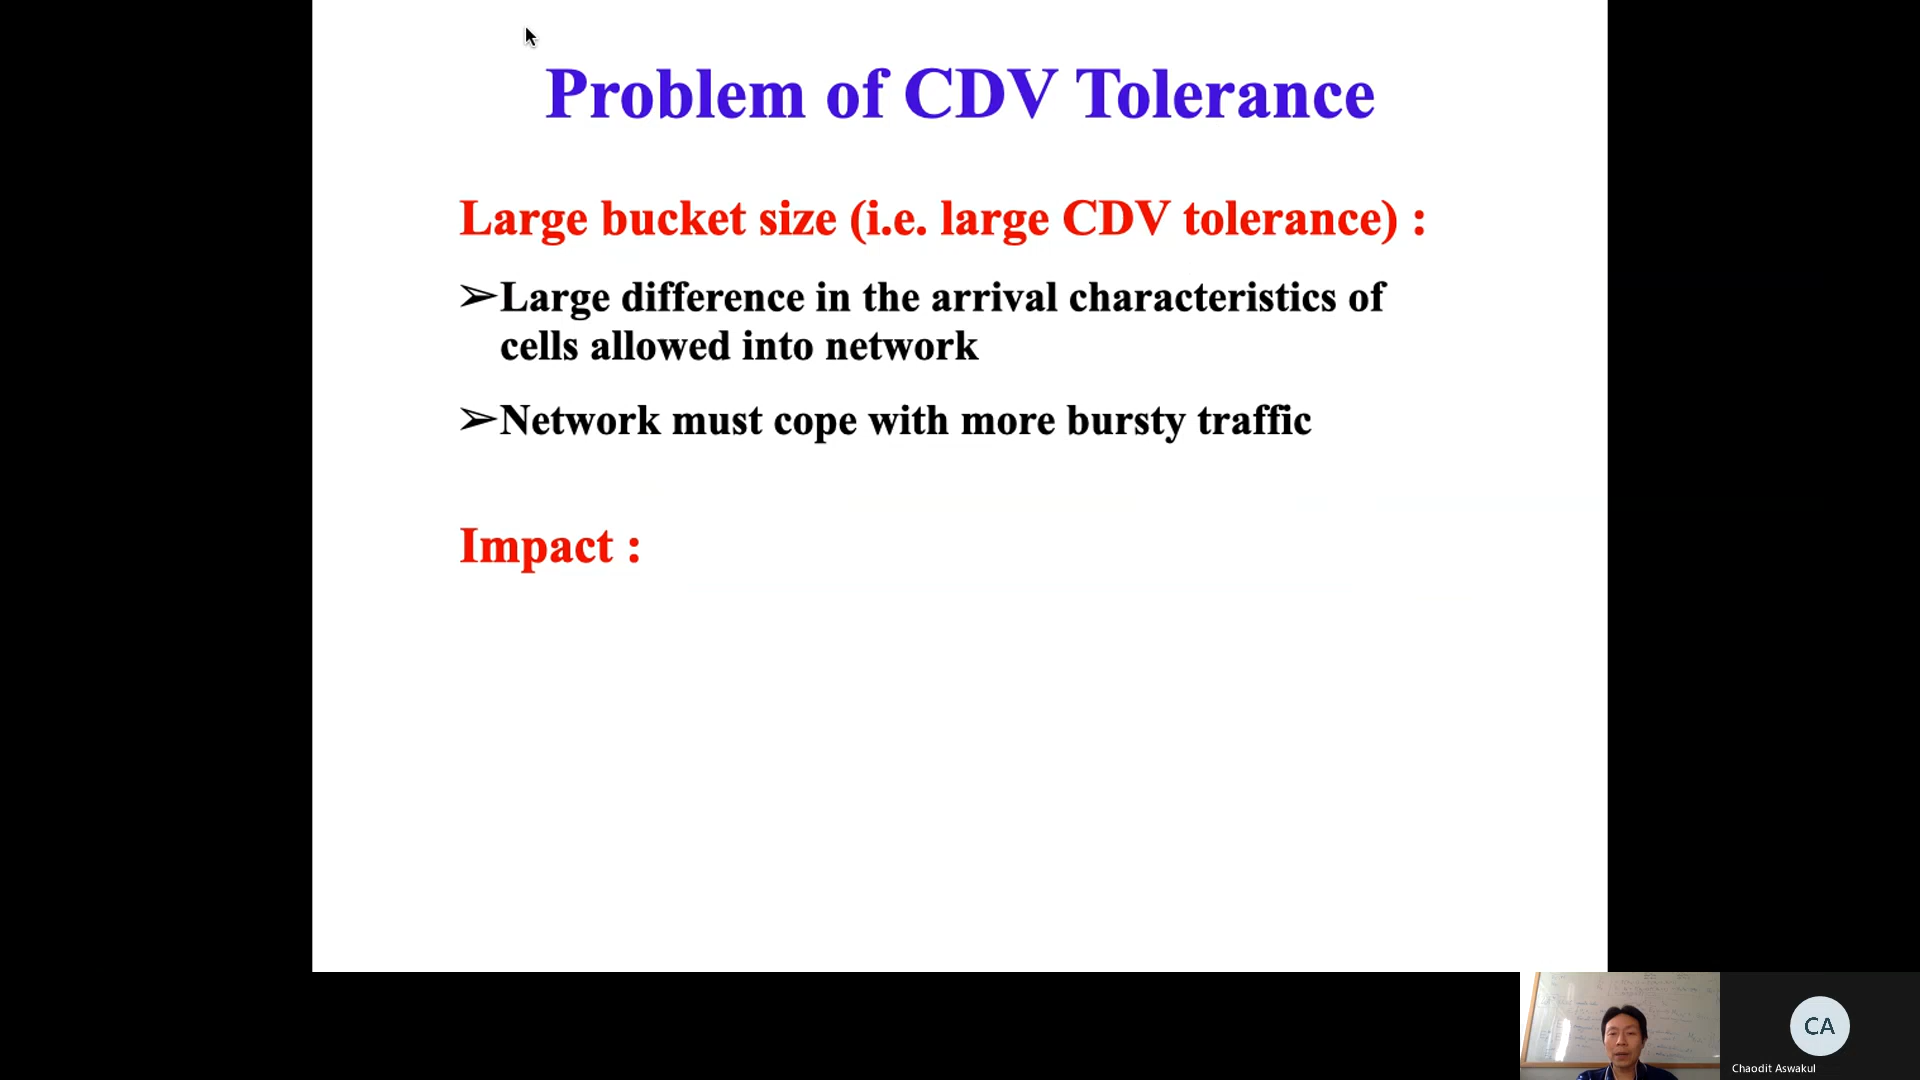 Problem of CDV Tolerance
Large bucket size (i.e. large CDV tolerance) :
➢Large difference in the arrival characteristics of
cells allowed into network
➢Network must cope with more bursty traffic
Impact :
CA
Chaodit Aswakul